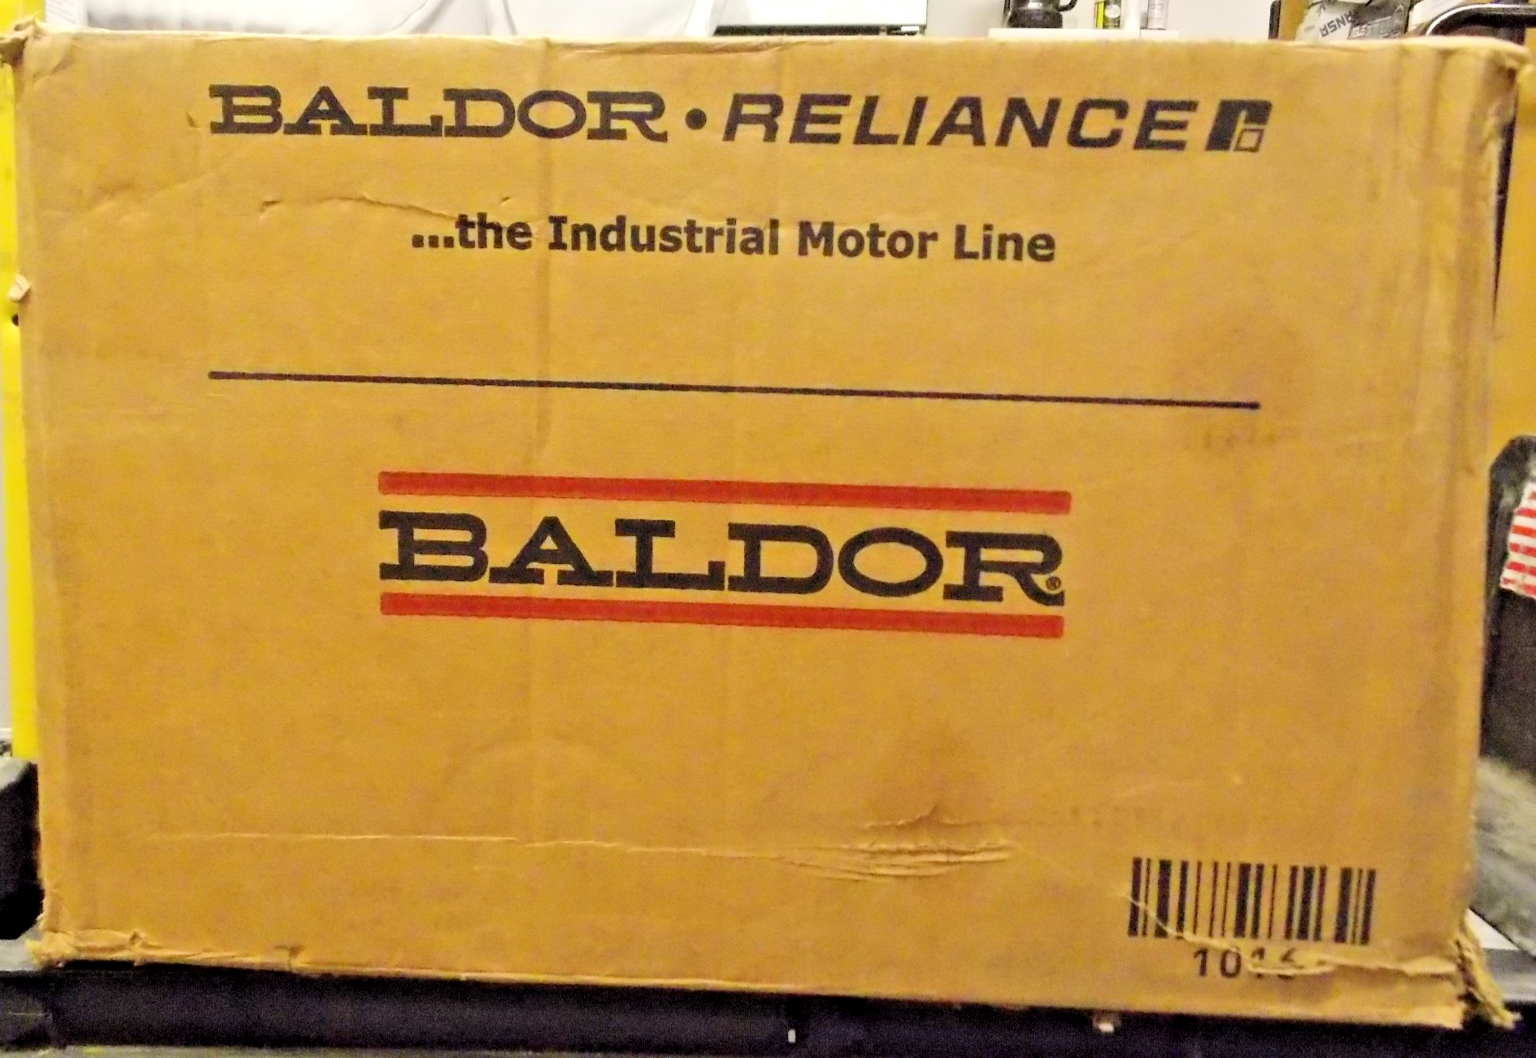 BALDOR • RELIANCE
...the Industrial Motor Line
BALDOR®